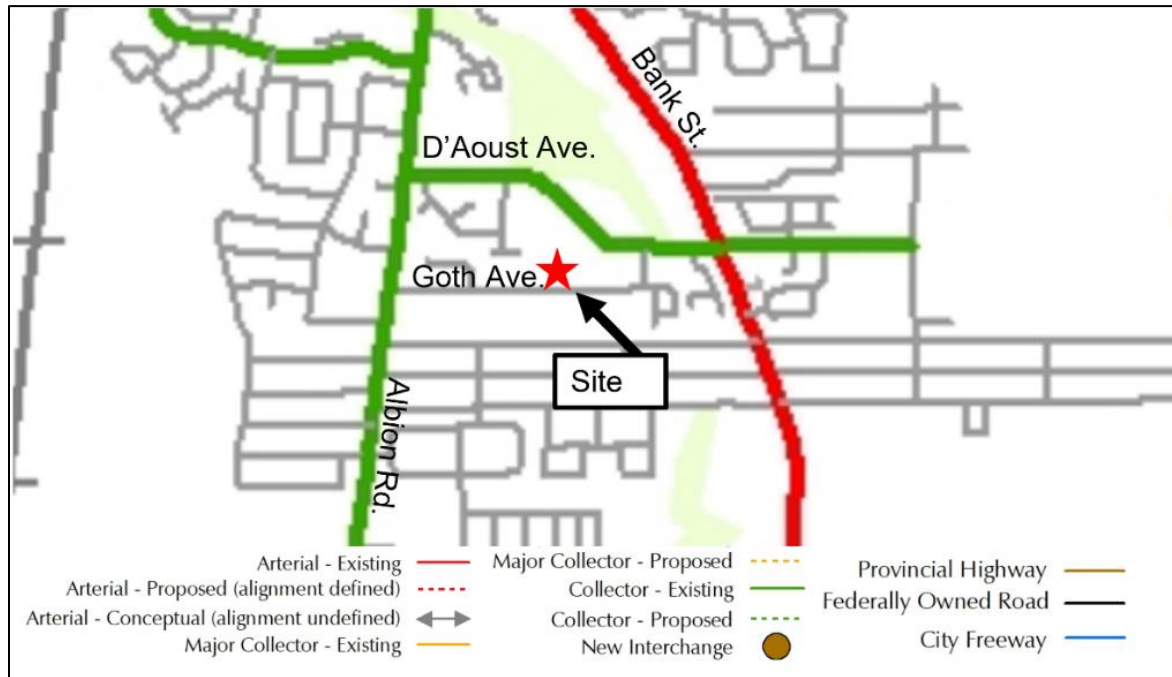 Bank St.
D'Aoust Ave.
Goth Ave.
Site
Albion Rd.
Arterial - Existing
Arterial - Proposed (alignment defined)
Arterial - Conceptual (alignment undefined)
Major Collector - Existing
Major Collector - Proposed
Collector - Existing
Collector - Proposed
New Interchange
Provincial Highway
Federally Owned Road
City Freeway